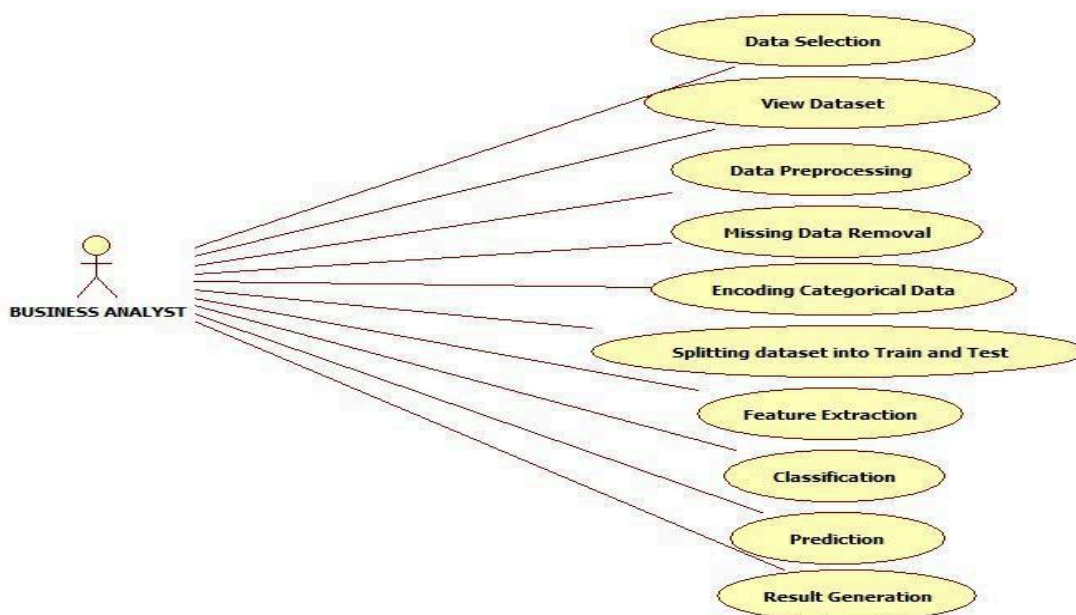 Data Selection
View Dataset
Data Preprocessing
Missing Data Removal
BUSINESS ANALYST
Encoding Categorical Data
Splitting dataset into Train and Test
Feature Extraction
Classification
Prediction
Result Generation